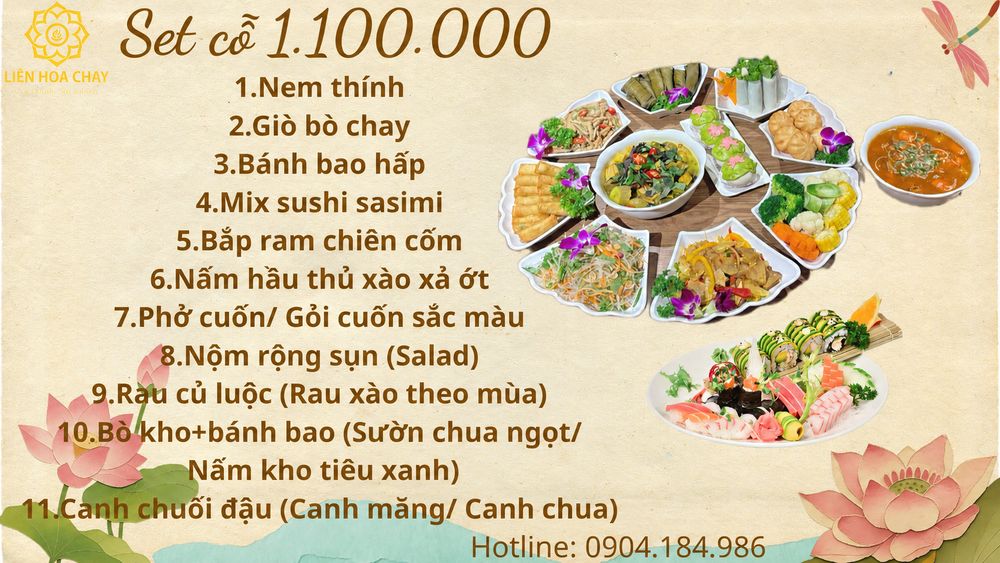 LIÊN HOA CHAY
Set cỗ 1.100.000
1.Nem thính
2.Giò bò chay
3.Bánh bao hấp
4.Mix sushi sasimi
5.Bắp ram chiên cốm
6.Nấm hầu thủ xào xả ớt
7.Phở cuốn/ Gỏi cuốn sắc màu
8.Nộm rộng sụn (Salad)
9.Rau củ luộc (Rau xào theo mùa)
10.Bò kho+bánh bao (Sườn chua ngọt/
Nấm kho tiêu xanh)
11.Canh chuối đậu (Canh măng/ Canh chua)
Hotline: 0904.184.986